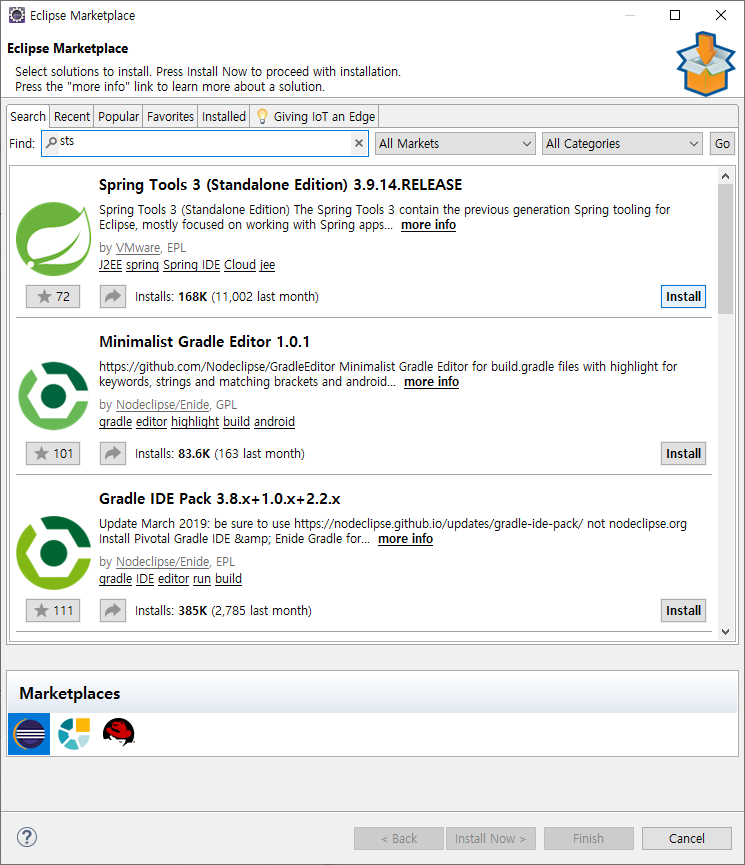 Eclipse Marketplace
Eclipse Marketplace
Select solutions to install. Press Install Now to proceed with installation.
Press the "more info" link to learn more about a solution.
Search Recent Popular Favorites Installed Giving IoT an Edge
Find: sts All Markets All Categories Go
Spring Tools 3 (Standalone Edition) 3.9.14.RELEASE
Spring Tools 3 (Standalone Edition) The Spring Tools 3 contain the previous generation Spring tooling for
Eclipse, mostly focused on working with Spring apps... more info
by VMware, EPL
J2EE spring Spring IDE Cloud jee
72 Installs: 168K (11,002 last month) Install
Minimalist Gradle Editor 1.0.1
https://github.com/Nodeclipse/GradleEditor Minimalist Gradle Editor for build.gradle files with highlight for
keywords, strings and matching brackets and android... more info
by Nodeclipse/Enide, GPL
gradle editor highlight build android
101 Installs: 83.6K (163 last month) Install
Gradle IDE Pack 3.8.x+1.0.x+2.2.x
Update March 2019: be sure to use https://nodeclipse.github.io/updates/gradle-ide-pack/ not nodeclipse.org
Install Pivotal Gradle IDE &amp; Enide Gradle for... more info
by Nodeclipse/Enide, EPL
gradle IDE editor run build
111 Installs: 385K (2,785 last month) Install
Marketplaces
? < Back Install Now > Finish Cancel